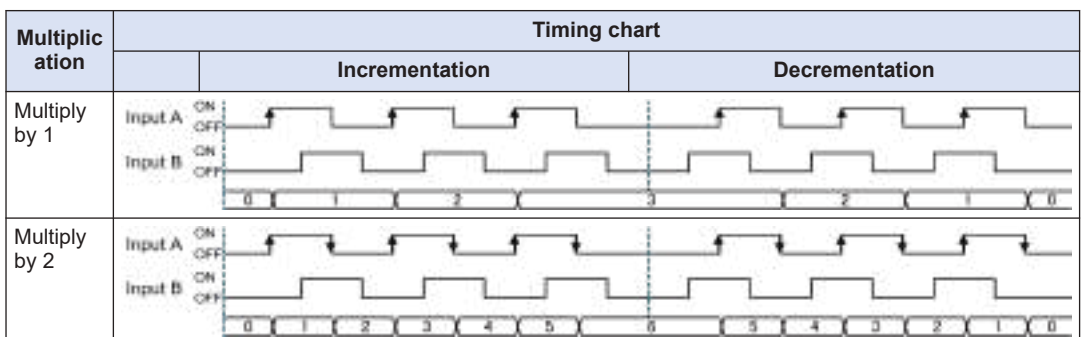 Multiplic
ation
Timing chart
Incrementation
Decrementation
Multiply
by 1
Input A
ON
OFF
Input B
ON
OFF
0 1 2 3 2 1 0
Multiply
by 2
Input A
ON
OFF
Input B
ON
OFF
0 1 2 3 4 5 6 5 4 3 2 1 0